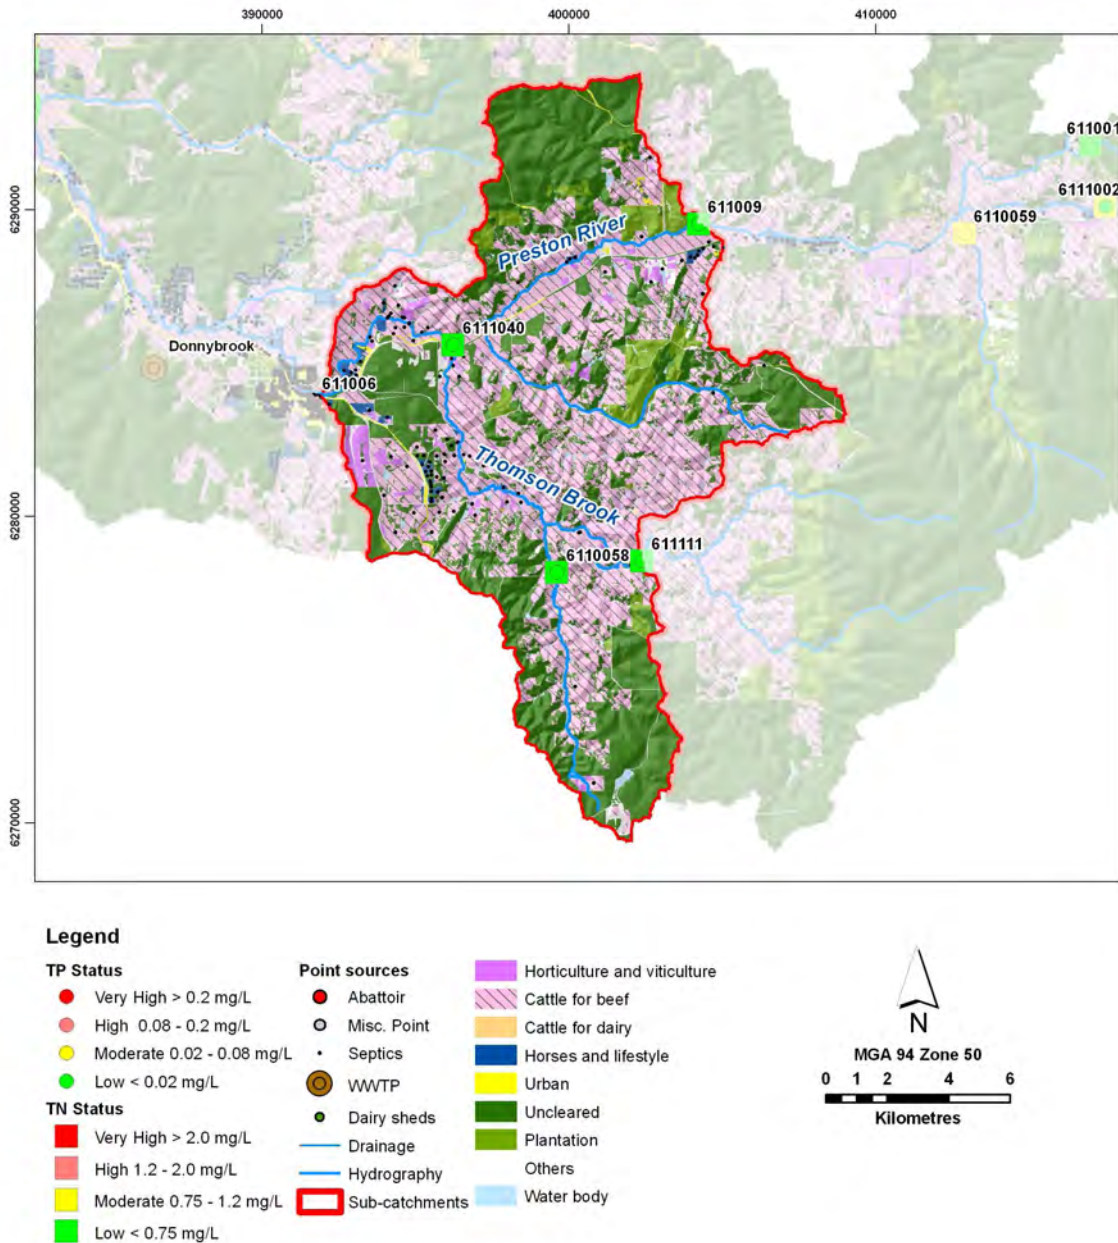 390000
400000
410000
6290000
6280000
6270000
611001
6111002
611009
6110059
Preston River
6111040
Donnybrook
611006
Thomson Brook
6110058
611111
Legend
TP Status
Very High > 0.2 mg/L
High 0.08 - 0.2 mg/L
Moderate 0.02 - 0.08 mg/L
Low < 0.02 mg/L
TN Status
Very High > 2.0 mg/L
High 1.2 - 2.0 mg/L
Moderate 0.75 - 1.2 mg/L
Low < 0.75 mg/L
Point sources
Abattoir
Misc. Point
Septics
WWTP
Dairy sheds
Drainage
Hydrography
Sub-catchments
Horticulture and viticulture
Cattle for beef
Cattle for dairy
Horses and lifestyle
Urban
Uncleared
Plantation
Others
Water body
N
MGA 94 Zone 50
0 1 2 4 6
Kilometres